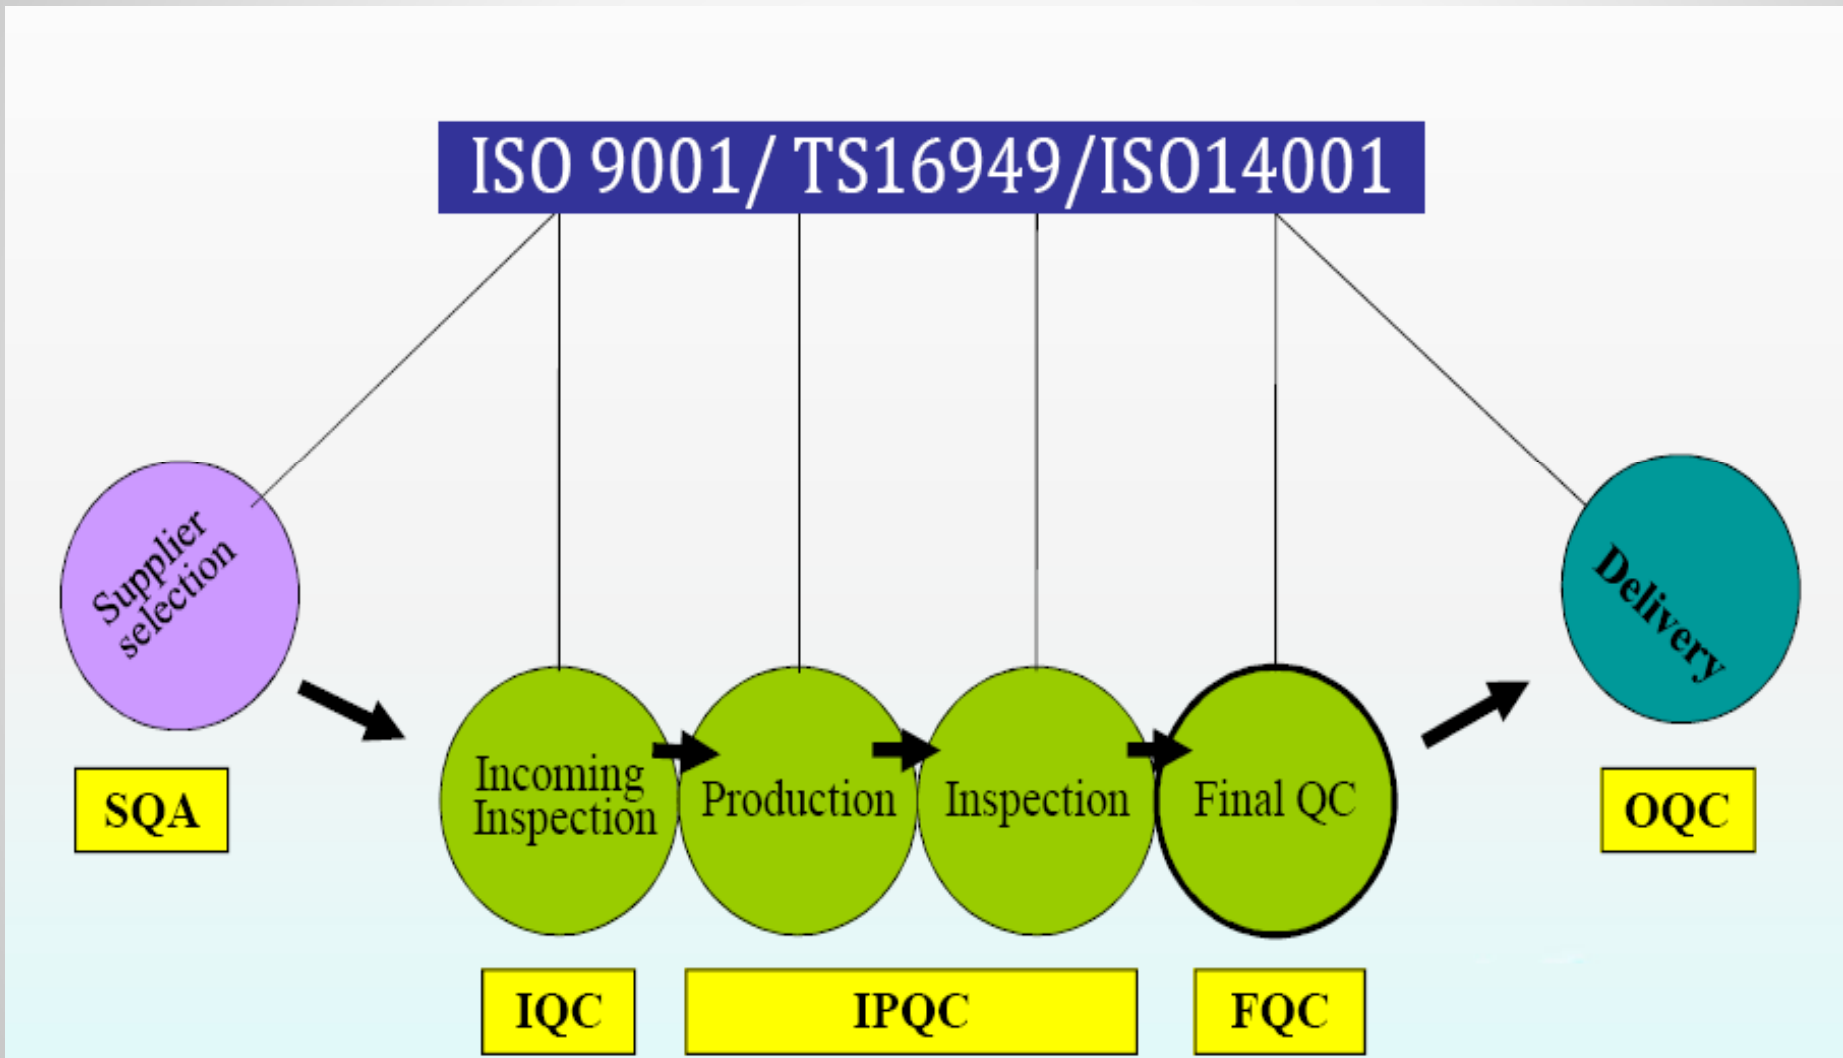 ISO 9001/ TS16949/ISO14001
Supplier
selection
Delivery
Incoming
Inspection
Production
Inspection
Final QC
SQA
OQC
IQC
IPQC
FQC